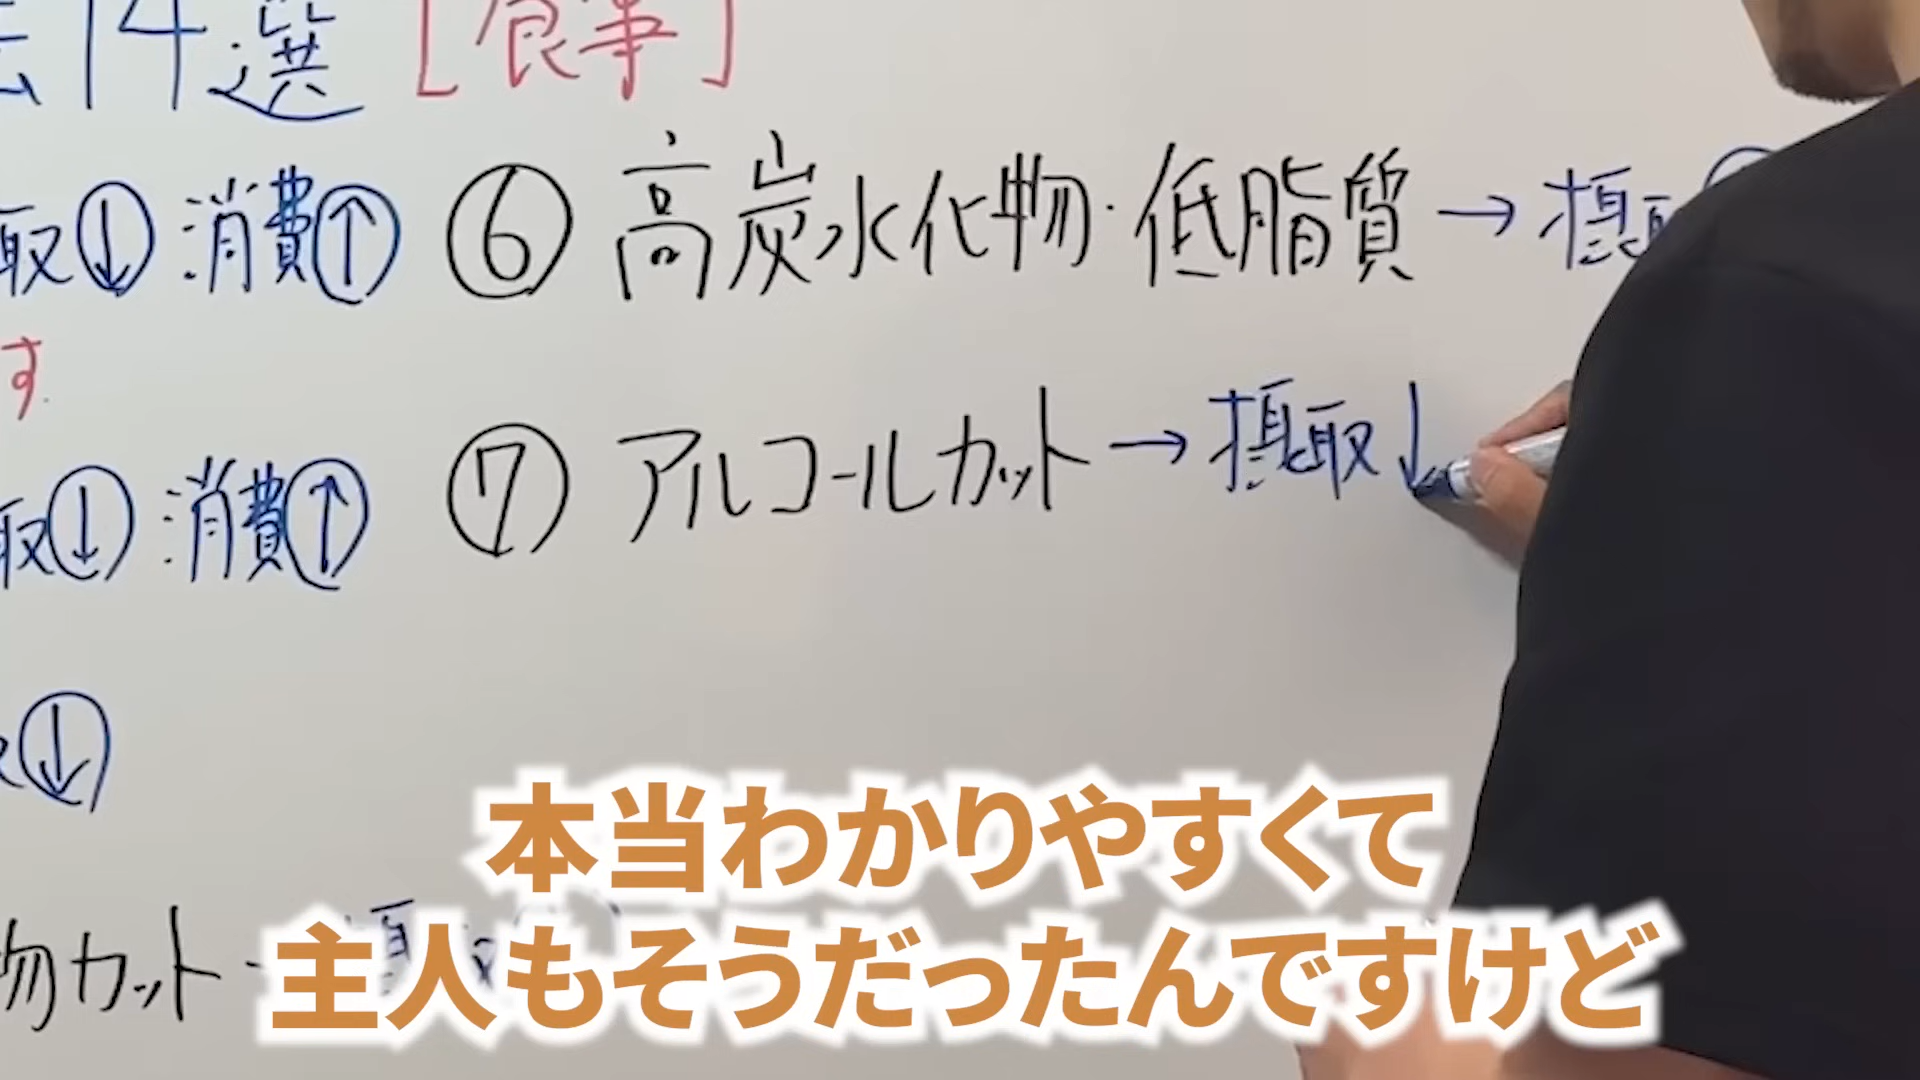 14選 [食事]
取↓ 消費↑ ⑥ 高炭水化物・低脂質→摂取
す
取↓ 消費↑ ⑦ アルコールカット→摂取↓
↓
物カット
本当わかりやすくて
主人もそうだったんですけど